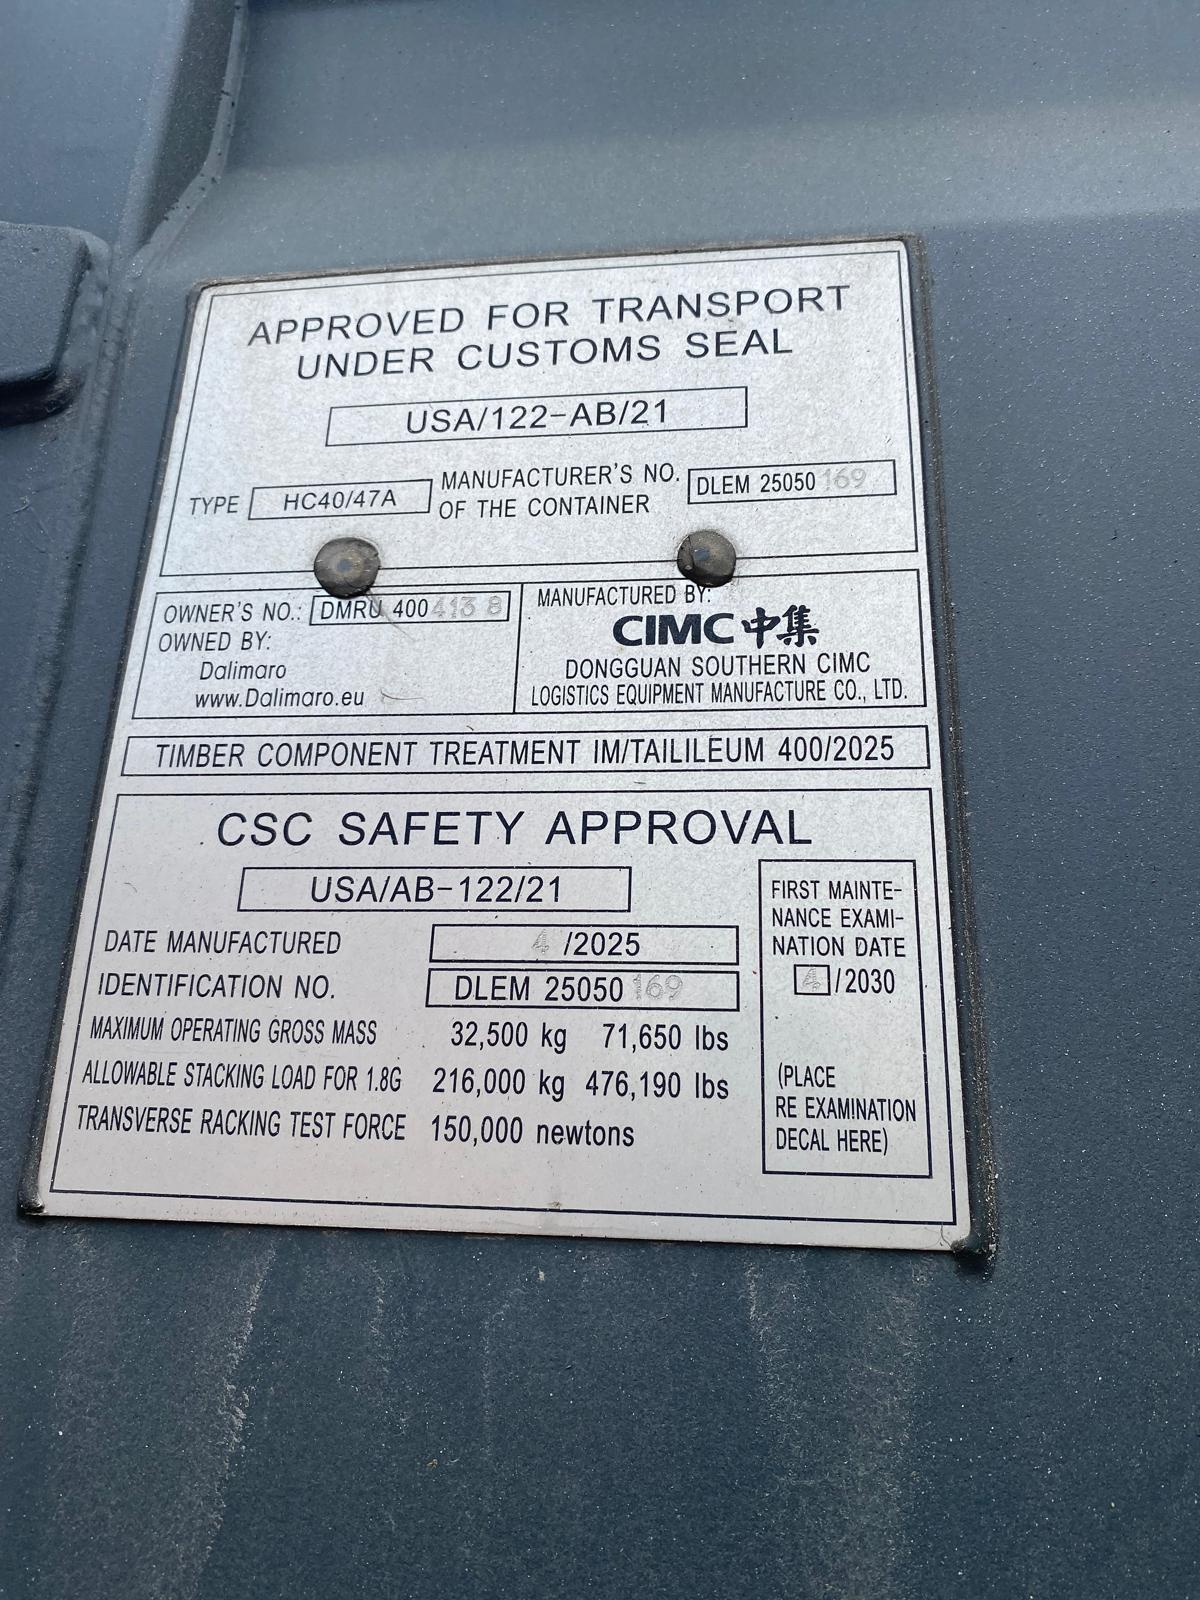 APPROVED FOR TRANSPORT
UNDER CUSTOMS SEAL
USA/122-AB/21
TYPE HC40/47A MANUFACTURER'S NO. OF THE CONTAINER DLEM 25050 169
OWNER'S NO.: DMRU 400 413 8
OWNED BY:
Dalimaro
www.Dalimaro.eu
MANUFACTURED BY:
CIMC 中集
DONGGUAN SOUTHERN CIMC
LOGISTICS EQUIPMENT MANUFACTURE CO., LTD.
TIMBER COMPONENT TREATMENT IM/TAILILEUM 400/2025
CSC SAFETY APPROVAL
USA/AB-122/21
DATE MANUFACTURED 4 /2025
IDENTIFICATION NO. DLEM 25050 169
MAXIMUM OPERATING GROSS MASS 32,500 kg 71,650 lbs
ALLOWABLE STACKING LOAD FOR 1.8G 216,000 kg 476,190 lbs
TRANSVERSE RACKING TEST FORCE 150,000 newtons
FIRST MAINTE-
NANCE EXAMI-
NATION DATE
4/2030
(PLACE
RE EXAMINATION
DECAL HERE)